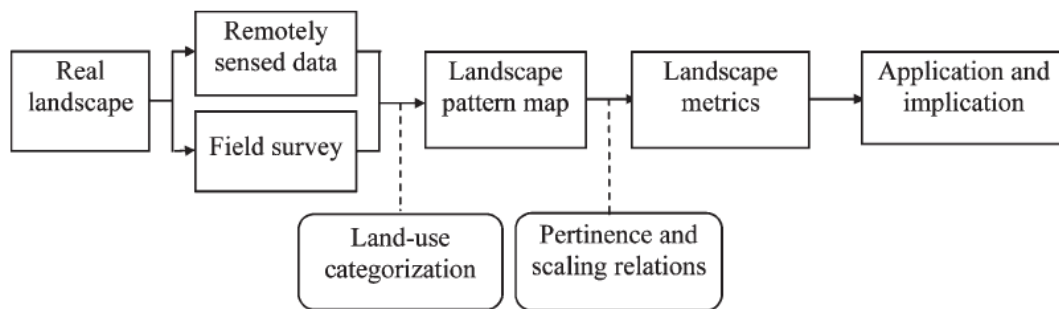 Real
landscape
Remotely
sensed data
Field survey
Landscape
pattern map
Landscape
metrics
Application and
implication
Land-use
categorization
Pertinence and
scaling relations